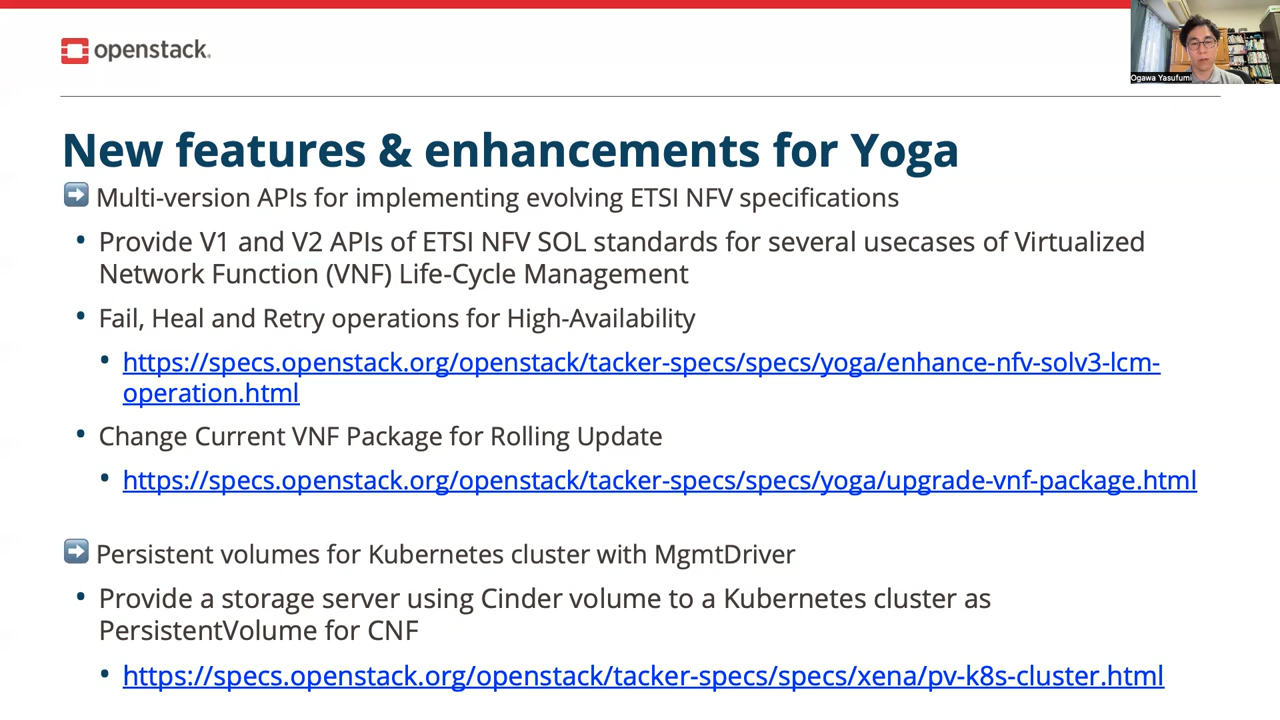 openstack.
Ogawa Yasufumi
New features & enhancements for Yoga
➡ Multi-version APIs for implementing evolving ETSI NFV specifications
• Provide V1 and V2 APIs of ETSI NFV SOL standards for several usecases of Virtualized
Network Function (VNF) Life-Cycle Management
• Fail, Heal and Retry operations for High-Availability
• https://specs.openstack.org/openstack/tacker-specs/specs/yoga/enhance-nfv-solv3-lcm-
operation.html
• Change Current VNF Package for Rolling Update
• https://specs.openstack.org/openstack/tacker-specs/specs/yoga/upgrade-vnf-package.html
➡ Persistent volumes for Kubernetes cluster with MgmtDriver
• Provide a storage server using Cinder volume to a Kubernetes cluster as
PersistentVolume for CNF
• https://specs.openstack.org/openstack/tacker-specs/specs/xena/pv-k8s-cluster.html